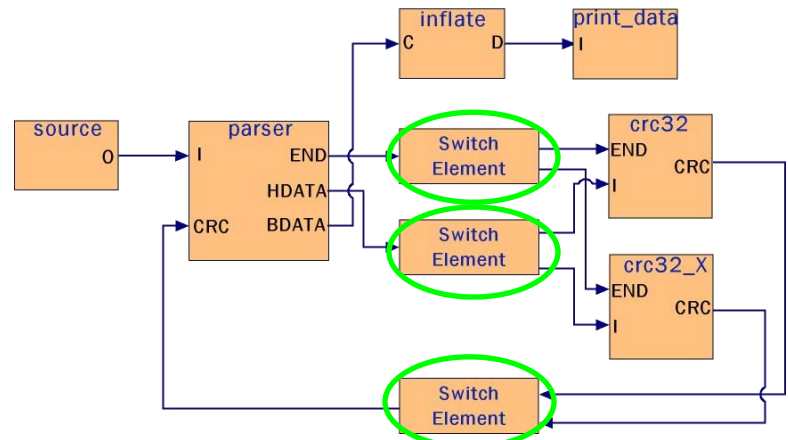 inflate
C D
print_data
I
source
O
parser
I END
HDATA
CRC BDATA
Switch
Element
Switch
Element
crc32
END
CRC
I
crc32_X
END
CRC
I
Switch
Element